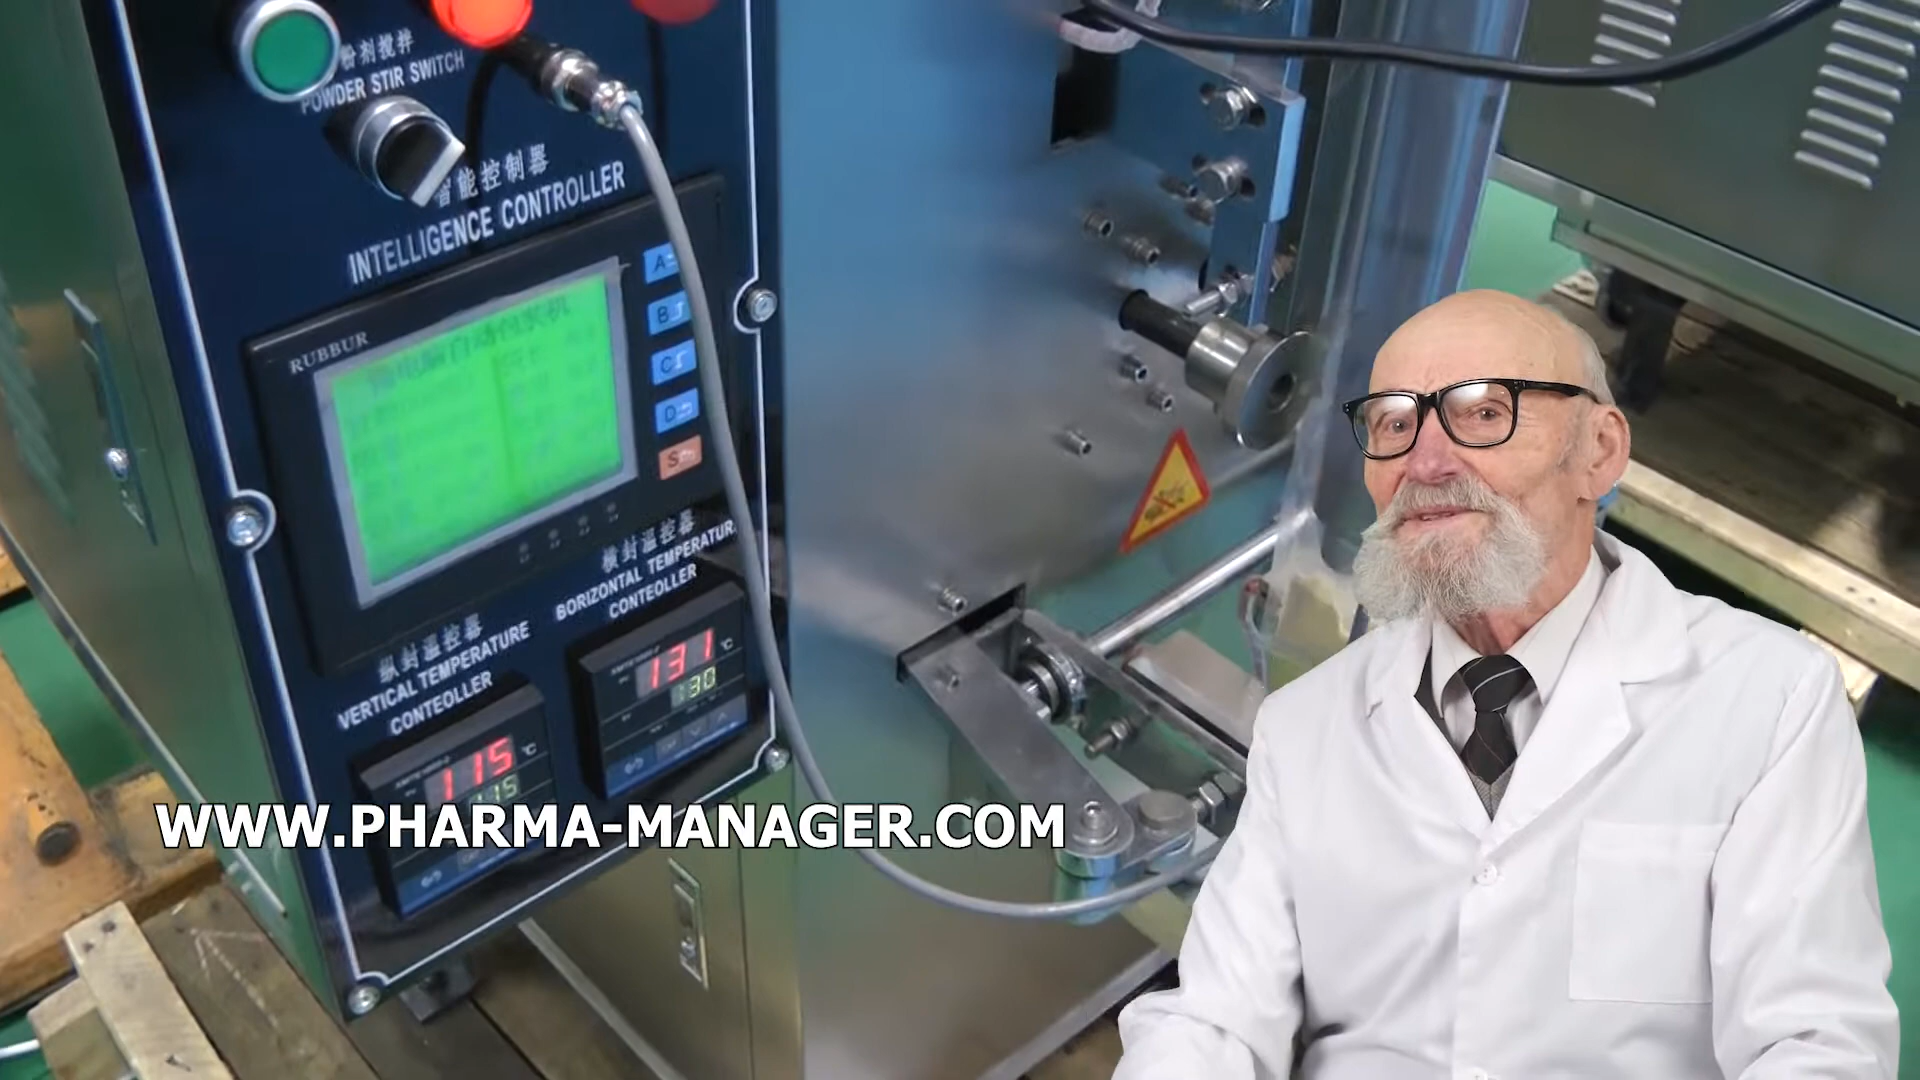 粉剂搅拌
POWDER STIR SWITCH
智能控制器
INTELLIGENCE CONTROLLER
RUBBUR
A
B
C
D
S
横封温控器
BORIZONTAL TEMPERATUR
CONTEOLLER
131 °C
130
纵封温控器
VERTICAL TEMPERATURE
CONTEOLLER
115 °C
115
WWW.PHARMA-MANAGER.COM